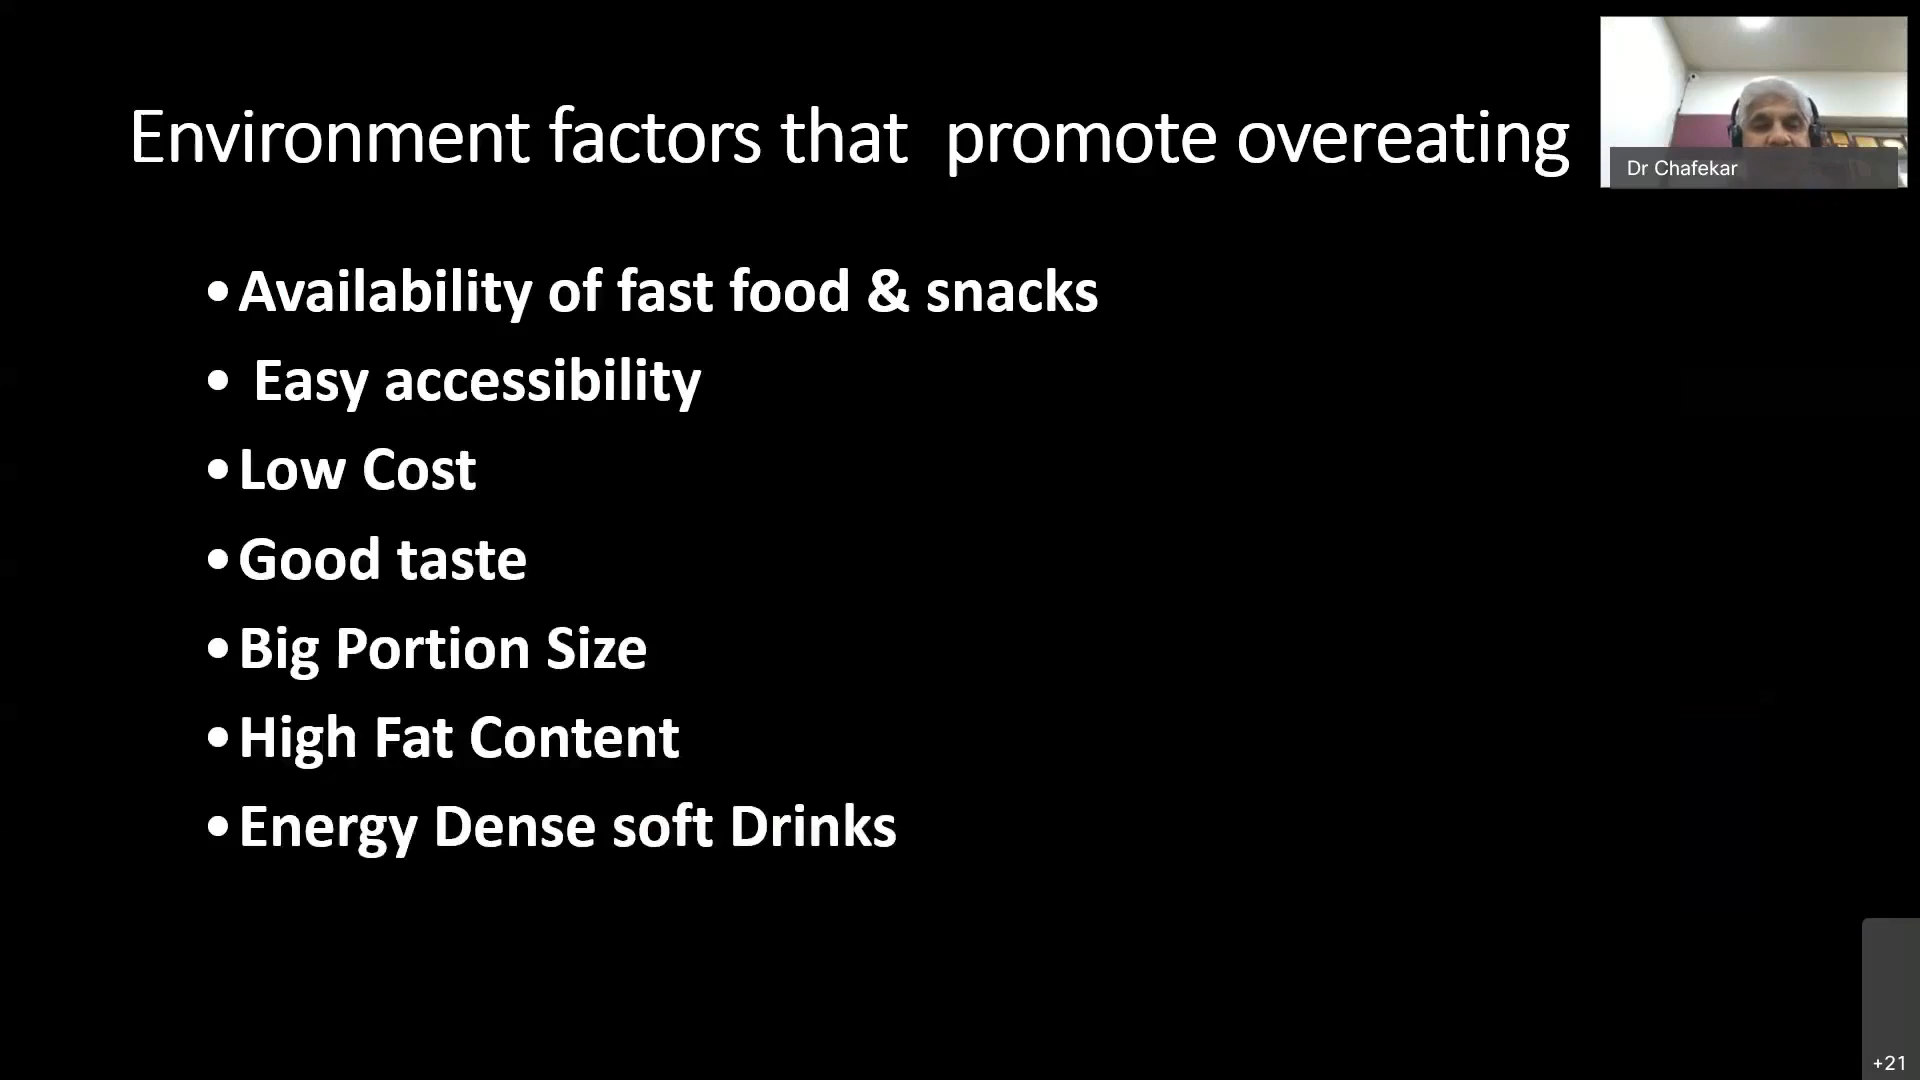 Environment factors that promote overeating
Dr Chafekar
•Availability of fast food & snacks
• Easy accessibility
•Low Cost
•Good taste
•Big Portion Size
•High Fat Content
•Energy Dense soft Drinks
+21